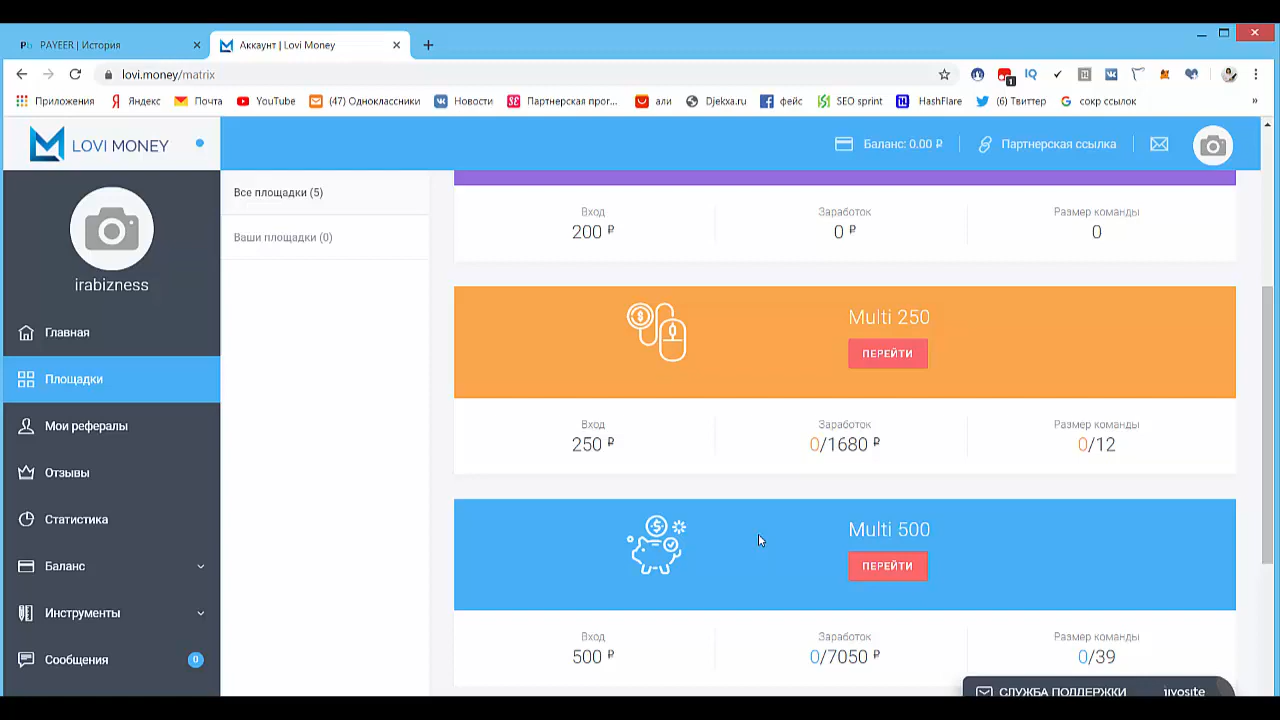 PAYEER | История
Аккаунт | Lovi Money
lovi.money/matrix
1
IQ
Приложения
Яндекс
Почта
YouTube
(47) Одноклассники
Новости
Партнерская прог...
али
Djekxa.ru
фейс
SEO sprint
HashFlare
(6) Твиттер
сокр ссылок
»
LOVI MONEY
Баланс: 0.00 ₽
Партнерская ссылка
irabizness
Главная
Площадки
Мои рефералы
Отзывы
Статистика
Баланс
Инструменты
Сообщения
0
Все площадки (5)
Ваши площадки (0)
Вход
200 ₽
Заработок
0 ₽
Размер команды
0
Multi 250
ПЕРЕЙТИ
Вход
250 ₽
Заработок
0/1680 ₽
Размер команды
0/12
Multi 500
ПЕРЕЙТИ
Вход
500 ₽
Заработок
0/7050 ₽
Размер команды
0/39
СЛУЖБА ПОДДЕРЖКИ
jivosite